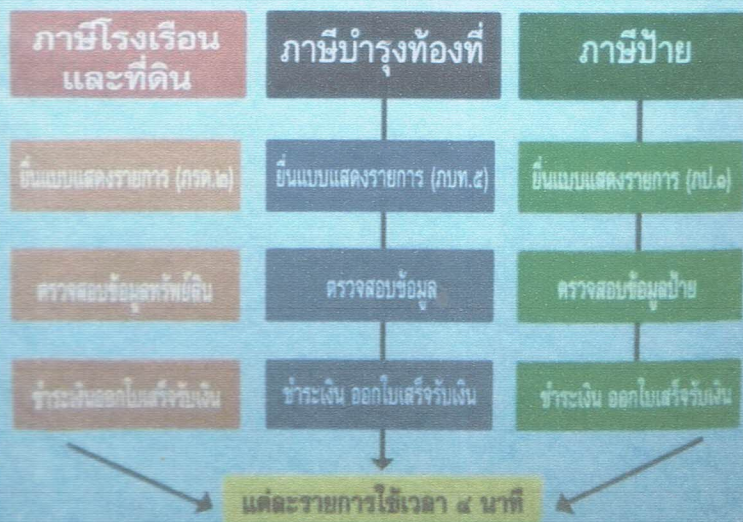 ภาษีโรงเรือน
และที่ดิน
ภาษีบำรุงท้องที่
ภาษีป้าย
ยื่นแบบแสดงรายการ (ภรด.๒)
ยื่นแบบแสดงรายการ (ภบท.๕)
ยื่นแบบแสดงรายการ (ภป.๑)
ตรวจสอบข้อมูลทรัพย์สิน
ตรวจสอบข้อมูล
ตรวจสอบข้อมูลป้าย
ชำระเงินออกใบเสร็จรับเงิน
ชำระเงิน ออกใบเสร็จรับเงิน
ชำระเงิน ออกใบเสร็จรับเงิน
แต่ละรายการใช้เวลา ๔ นาที